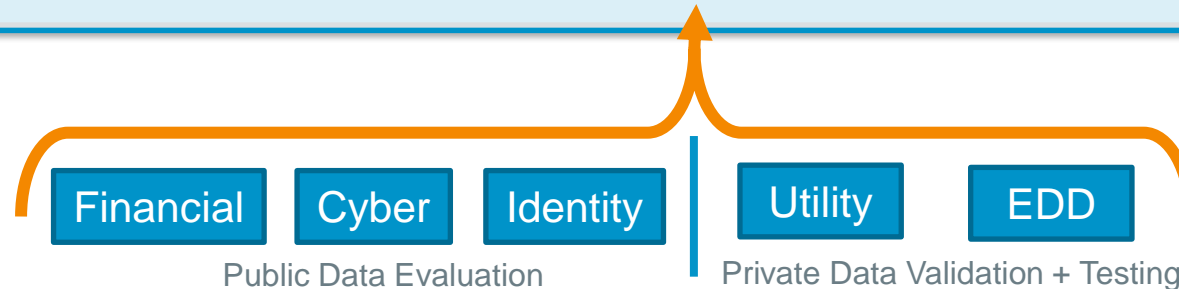 Financial Cyber Identity Utility EDD
Public Data Evaluation Private Data Validation + Testing